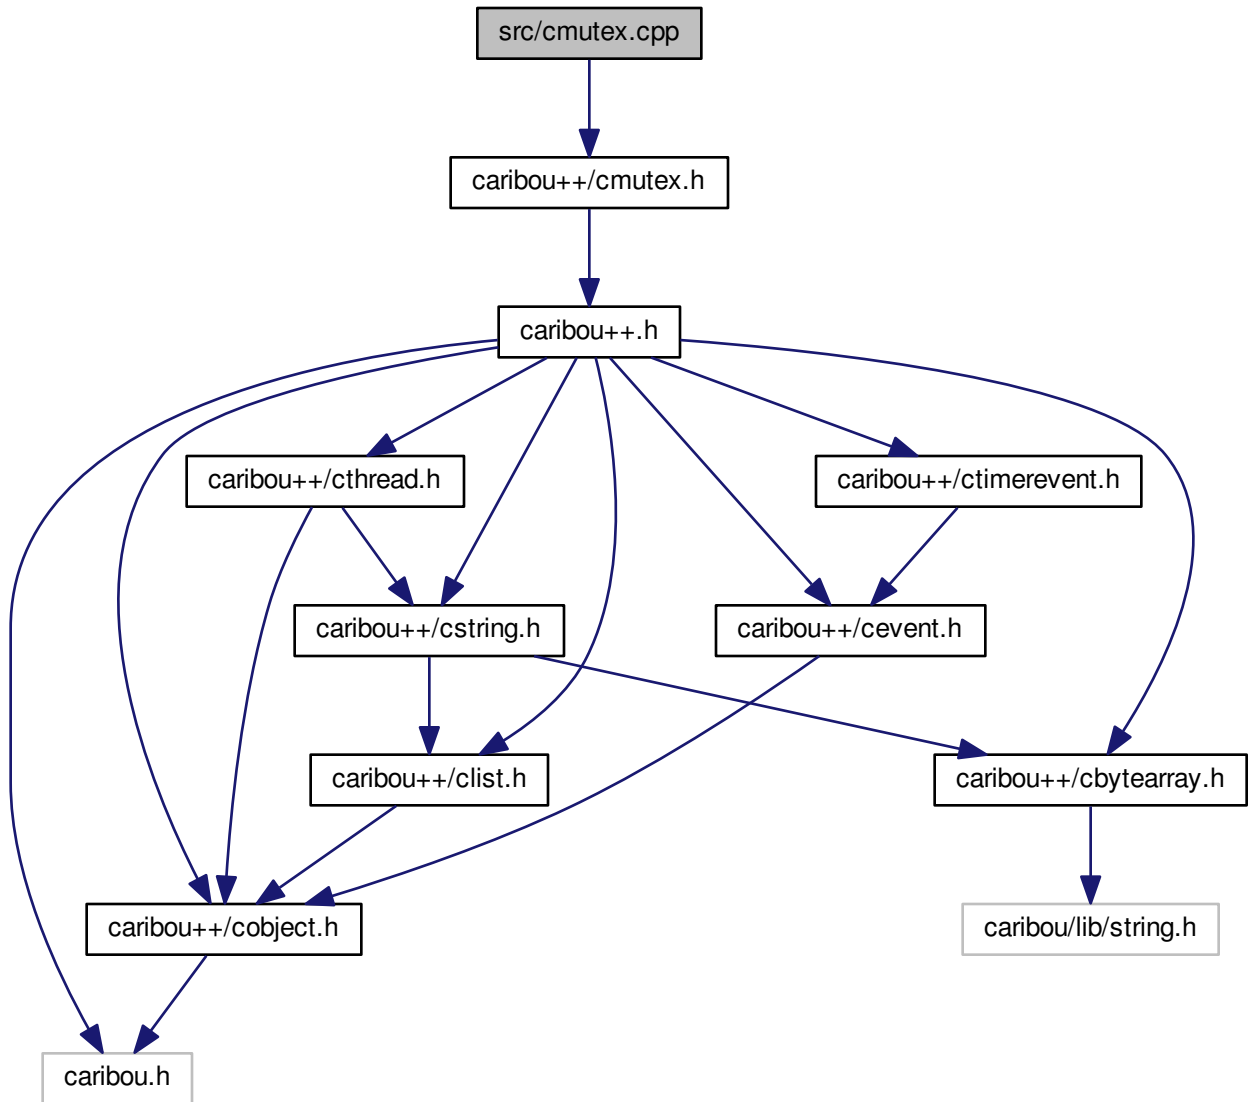 src/cmutex.cpp
caribou++/cmutex.h
caribou++.h
caribou++/cthread.h
caribou++/ctimerevent.h
caribou++/cstring.h
caribou++/cevent.h
caribou++/clist.h
caribou++/cbytearray.h
caribou++/cobject.h
caribou/lib/string.h
caribou.h